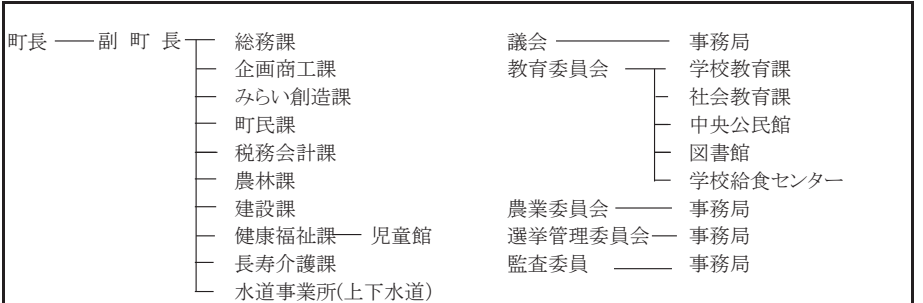 町長 副 町 長 総務課
企画商工課
みらい創造課
町民課
税務会計課
農林課
建設課
健康福祉課 児童館
長寿介護課
水道事業所(上下水道)
議会 事務局
教育委員会 学校教育課
社会教育課
中央公民館
図書館
学校給食センター
農業委員会 事務局
選挙管理委員会 事務局
監査委員 事務局